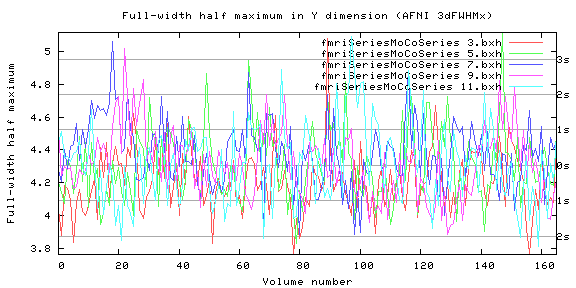 Full-width half maximum in Y dimension (AFNI 3dFWHMx)
fmriSeriesMoCoSeries 3.bxh
fmriSeriesMoCoSeries 5.bxh
fmriSeriesMoCoSeries 7.bxh
fmriSeriesMoCoSeries 9.bxh
fmriSeriesMoCoSeries 11.bxh
Full-width half maximum
5
4.8
4.6
4.4
4.2
4
3.8
3s
2s
1s
0s
1s
2s
0 20 40 60 80 100 120 140 160
Volume number